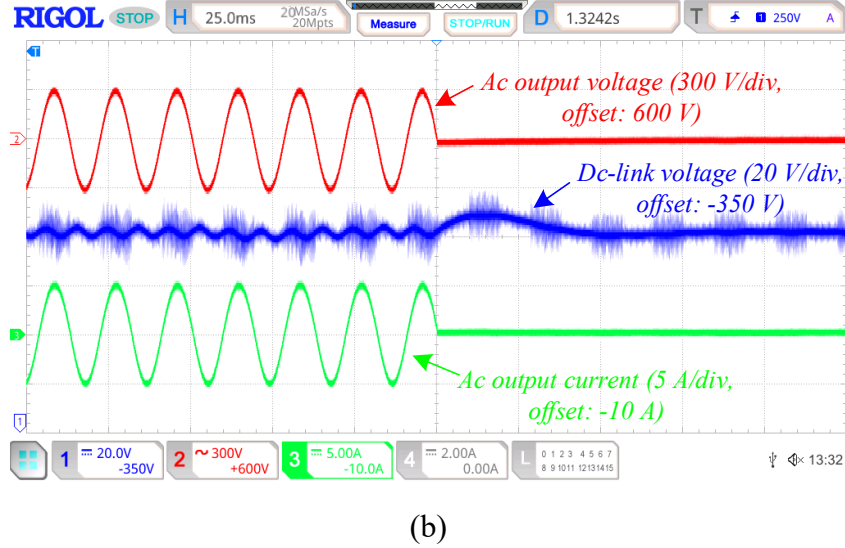 RIGOL STOP H 25.0ms 20MSa/s 20Mpts Measure STOP/RUN D 1.3242s T 1 250V A
T
Ac output voltage (300 V/div,
offset: 600 V)
2
Dc-link voltage (20 V/div,
offset: -350 V)
3
Ac output current (5 A/div,
offset: -10 A)
1
1 20.0V -350V 2 300V +600V 3 5.00A -10.0A 4 2.00A 0.00A L 0 1 2 3 4 5 6 7
8 9 10 11 12 13 14 15
13:32
(b)